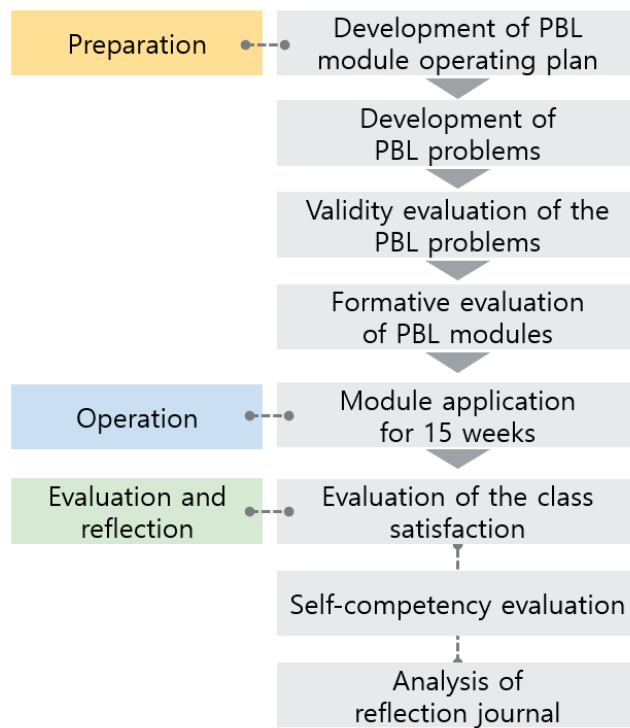 Preparation
Development of PBL
module operating plan
Development of
PBL problems
Validity evaluation of the
PBL problems
Formative evaluation
of PBL modules
Operation
Module application
for 15 weeks
Evaluation and
reflection
Evaluation of the class
satisfaction
Self-competency evaluation
Analysis of
reflection journal